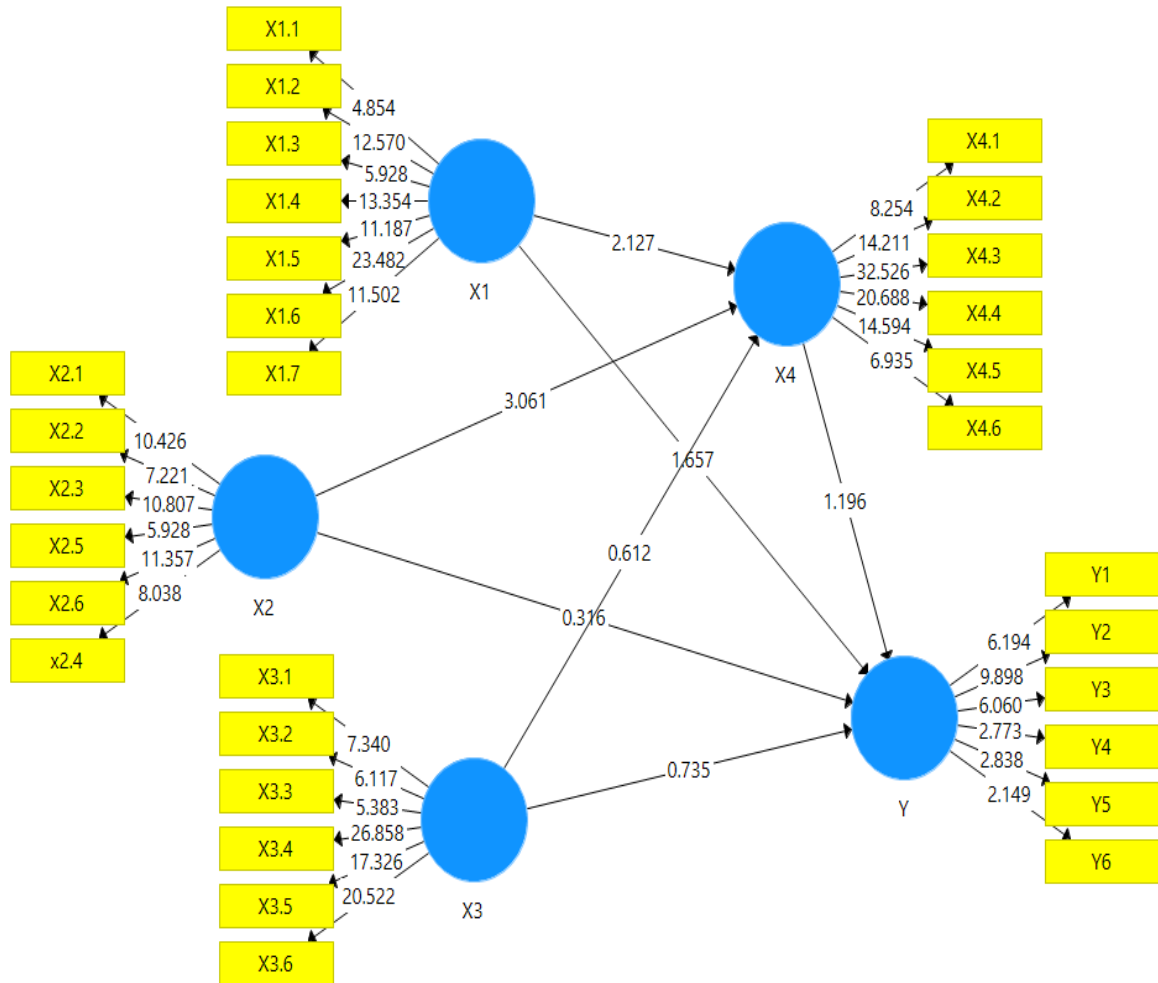 X1.1
X1.2
X1.3
X1.4
X1.5
X1.6
X1.7
4.854
12.570
5.928
13.354
11.187
23.482
11.502
X1
X4.1
X4.2
X4.3
X4.4
X4.5
X4.6
8.254
14.211
32.526
20.688
14.594
6.935
X4
2.127
3.061
1.657
0.612
1.196
0.316
0.735
X2.1
X2.2
X2.3
X2.5
X2.6
x2.4
10.426
7.221
10.807
5.928
11.357
8.038
X2
X3.1
X3.2
X3.3
X3.4
X3.5
X3.6
7.340
6.117
5.383
26.858
17.326
20.522
X3
Y1
Y2
Y3
Y4
Y5
Y6
6.194
9.898
6.060
2.773
2.838
2.149
Y